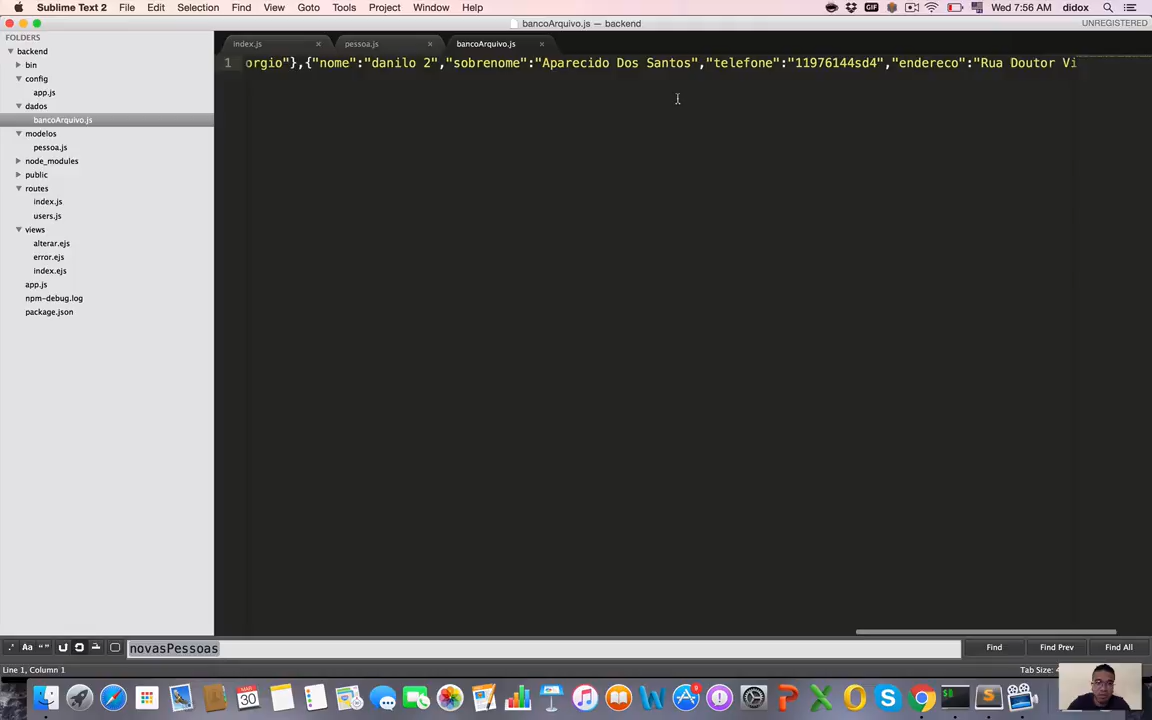 Sublime Text 2 File Edit Selection Find View Goto Tools Project Window Help GIF Wed 7:56 AM didox
bancoArquivo.js — backend UNREGISTERED
FOLDERS
index.js × pessoa.js × bancoArquivo.js ×
backend
bin
config
app.js
dados
bancoArquivo.js
modelos
pessoa.js
node_modules
public
routes
index.js
users.js
views
alterar.ejs
error.ejs
index.ejs
app.js
npm-debug.log
package.json
1 orgio"},{"nome":"danilo 2","sobrenome":"Aparecido Dos Santos","telefone":"11976144sd4","endereco":"Rua Doutor Vi
.* Aa "" novasPessoas Find Find Prev Find All
Line 1, Column 1 Tab Size: